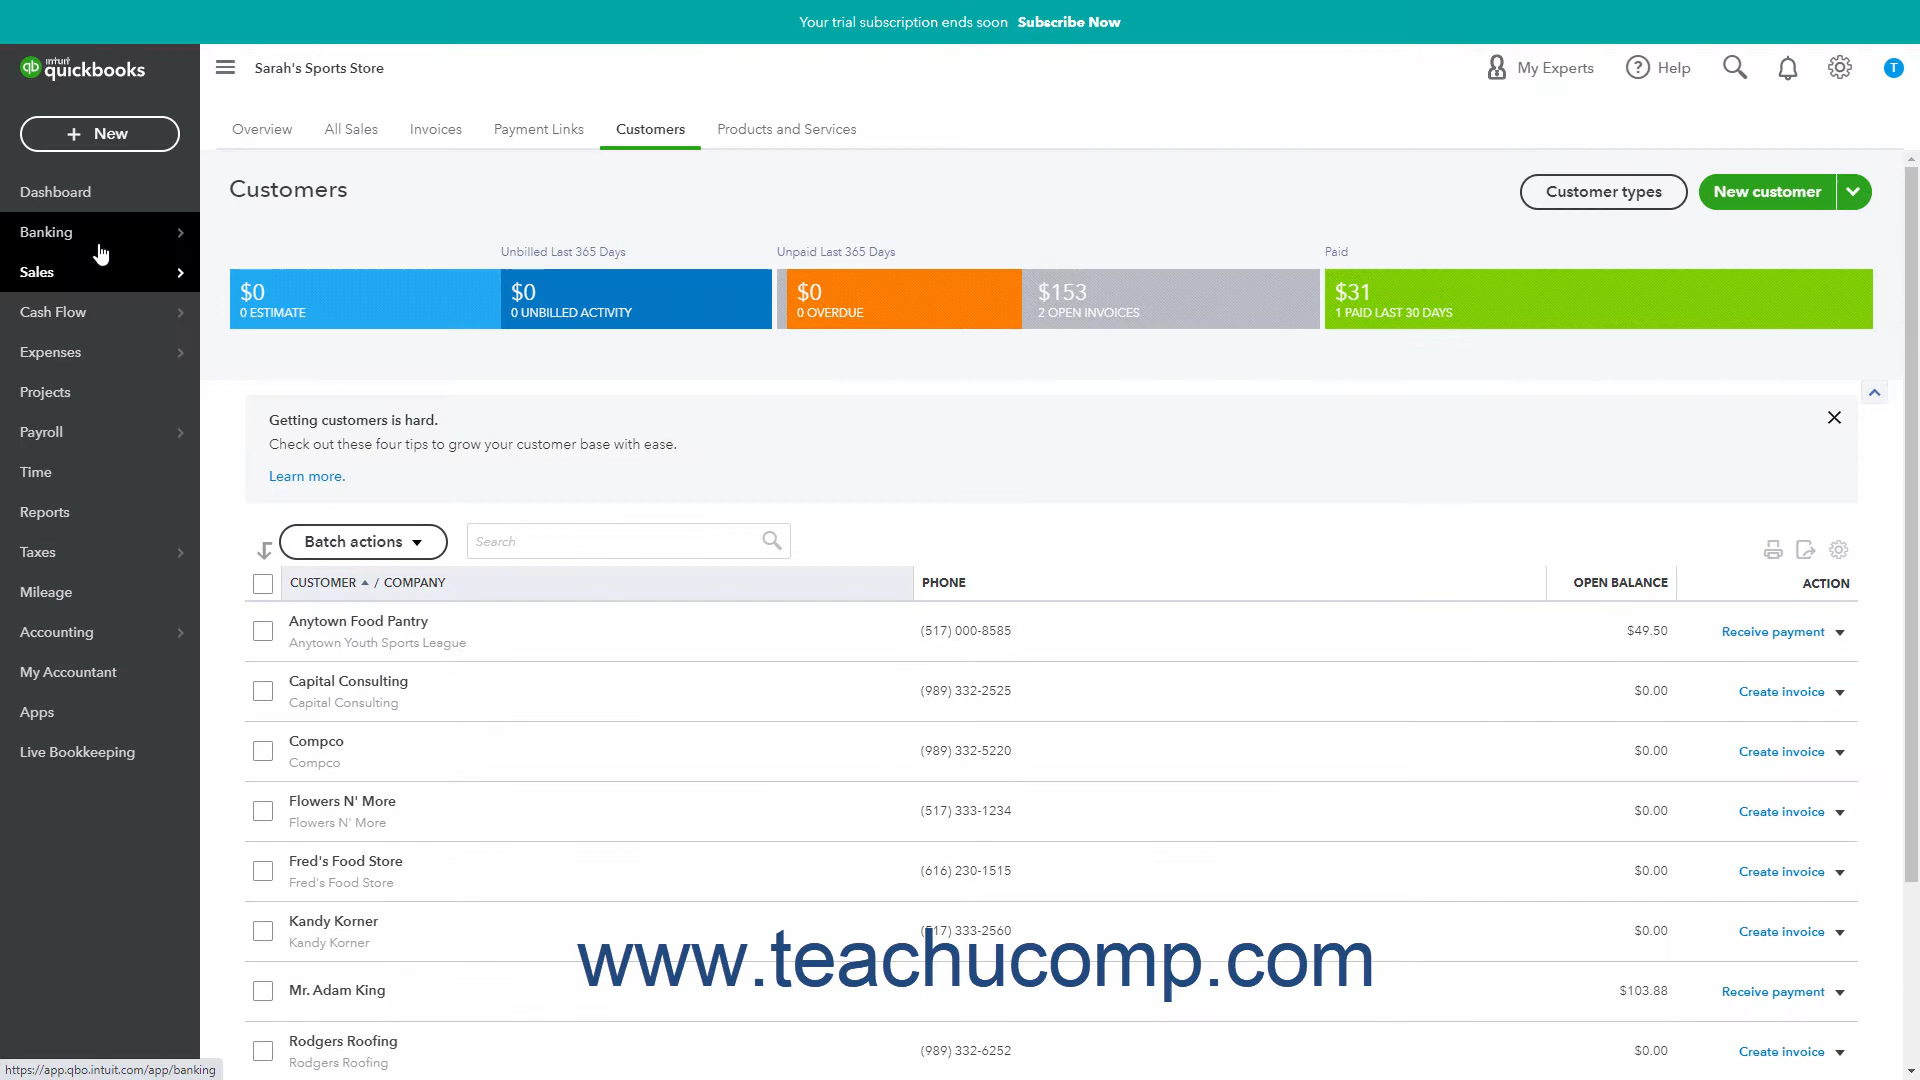 Your trial subscription ends soon Subscribe Now
intuit quickbooks
Sarah's Sports Store
My Experts
Help
T
+ New
Dashboard
Banking
Sales
Cash Flow
Expenses
Projects
Payroll
Time
Reports
Taxes
Mileage
Accounting
My Accountant
Apps
Live Bookkeeping
Overview All Sales Invoices Payment Links Customers Products and Services
Customers
Customer types
New customer
Unbilled Last 365 Days
Unpaid Last 365 Days
Paid
$0
0 ESTIMATE
$0
0 UNBILLED ACTIVITY
$0
0 OVERDUE
$153
2 OPEN INVOICES
$31
1 PAID LAST 30 DAYS
Getting customers is hard.
Check out these four tips to grow your customer base with ease.
Learn more.
Batch actions
Search
CUSTOMER / COMPANY PHONE OPEN BALANCE ACTION
Anytown Food Pantry
Anytown Youth Sports League
(517) 000-8585 $49.50 Receive payment
Capital Consulting
Capital Consulting
(989) 332-2525 $0.00 Create invoice
Compco
Compco
(989) 332-5220 $0.00 Create invoice
Flowers N' More
Flowers N' More
(517) 333-1234 $0.00 Create invoice
Fred's Food Store
Fred's Food Store
(616) 230-1515 $0.00 Create invoice
Kandy Korner
Kandy Korner
(517) 333-2560 $0.00 Create invoice
www.teachucomp.com
Mr. Adam King $103.88 Receive payment
Rodgers Roofing
Rodgers Roofing
(989) 332-6252 $0.00 Create invoice
https://app.qbo.intuit.com/app/banking